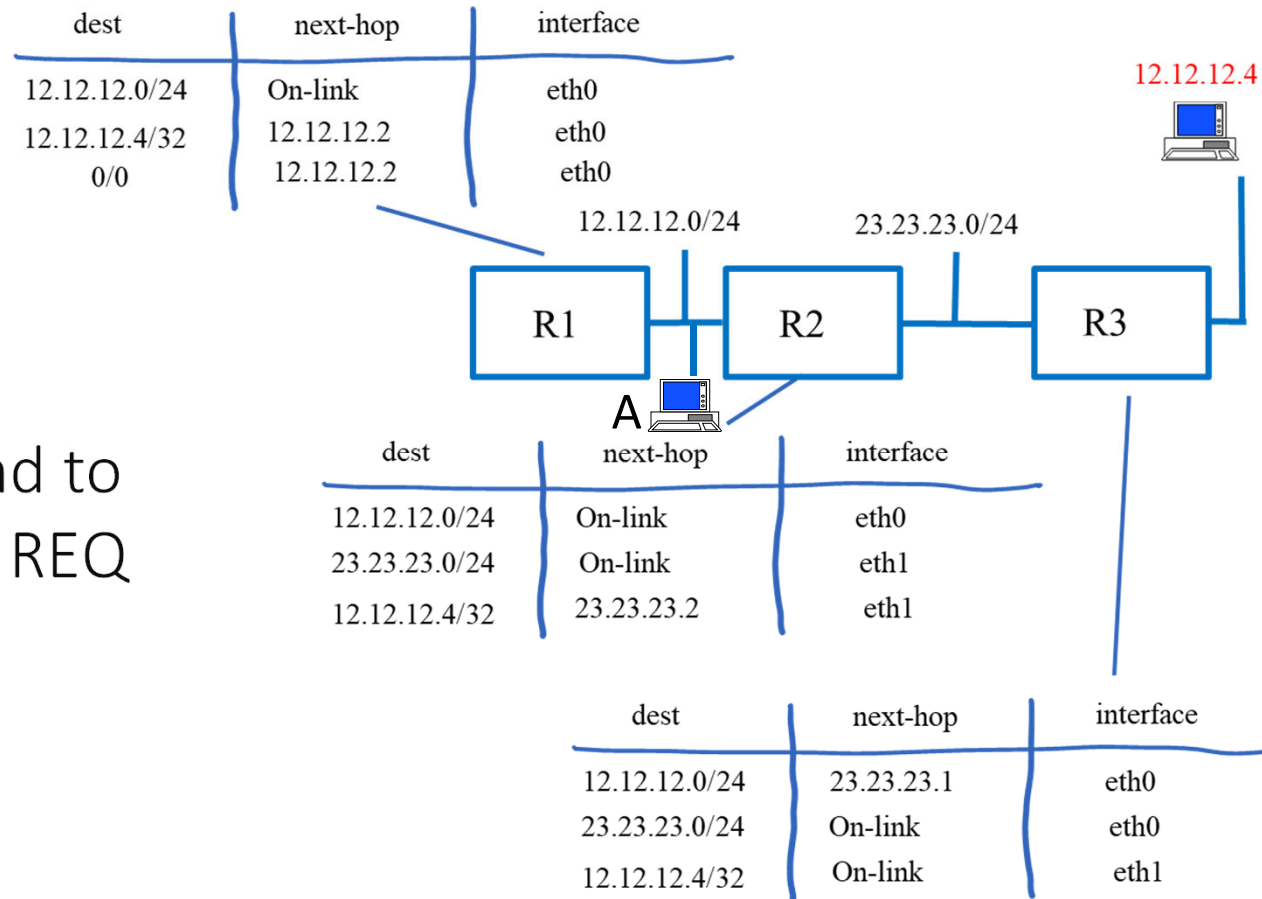 dest next-hop interface
12.12.12.0/24 On-link eth0
12.12.12.4/32 12.12.12.2 eth0
0/0 12.12.12.2 eth0
12.12.12.4
12.12.12.0/24 23.23.23.0/24
R1 R2 R3
A
nd to
REQ
dest next-hop interface
12.12.12.0/24 On-link eth0
23.23.23.0/24 On-link eth1
12.12.12.4/32 23.23.23.2 eth1
dest next-hop interface
12.12.12.0/24 23.23.23.1 eth0
23.23.23.0/24 On-link eth0
12.12.12.4/32 On-link eth1